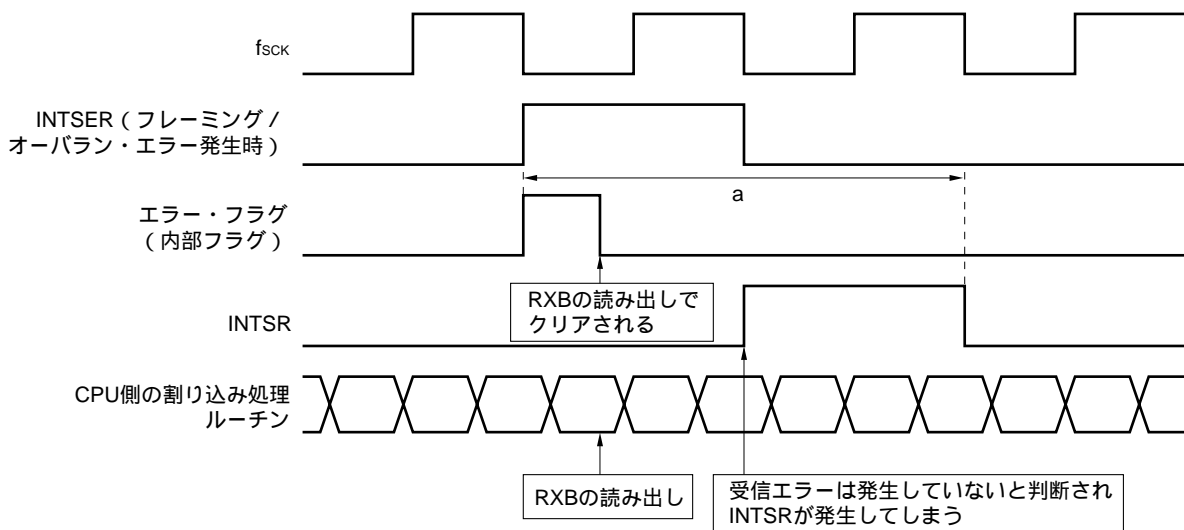 fSCK
INTSER（フレーミング／
オーバラン・エラー発生時）
a
エラー・フラグ
（内部フラグ）
RXBの読み出しで
クリアされる
INTSR
CPU側の割り込み処理
ルーチン
RXBの読み出し
受信エラーは発生していないと判断され
INTSRが発生してしまう